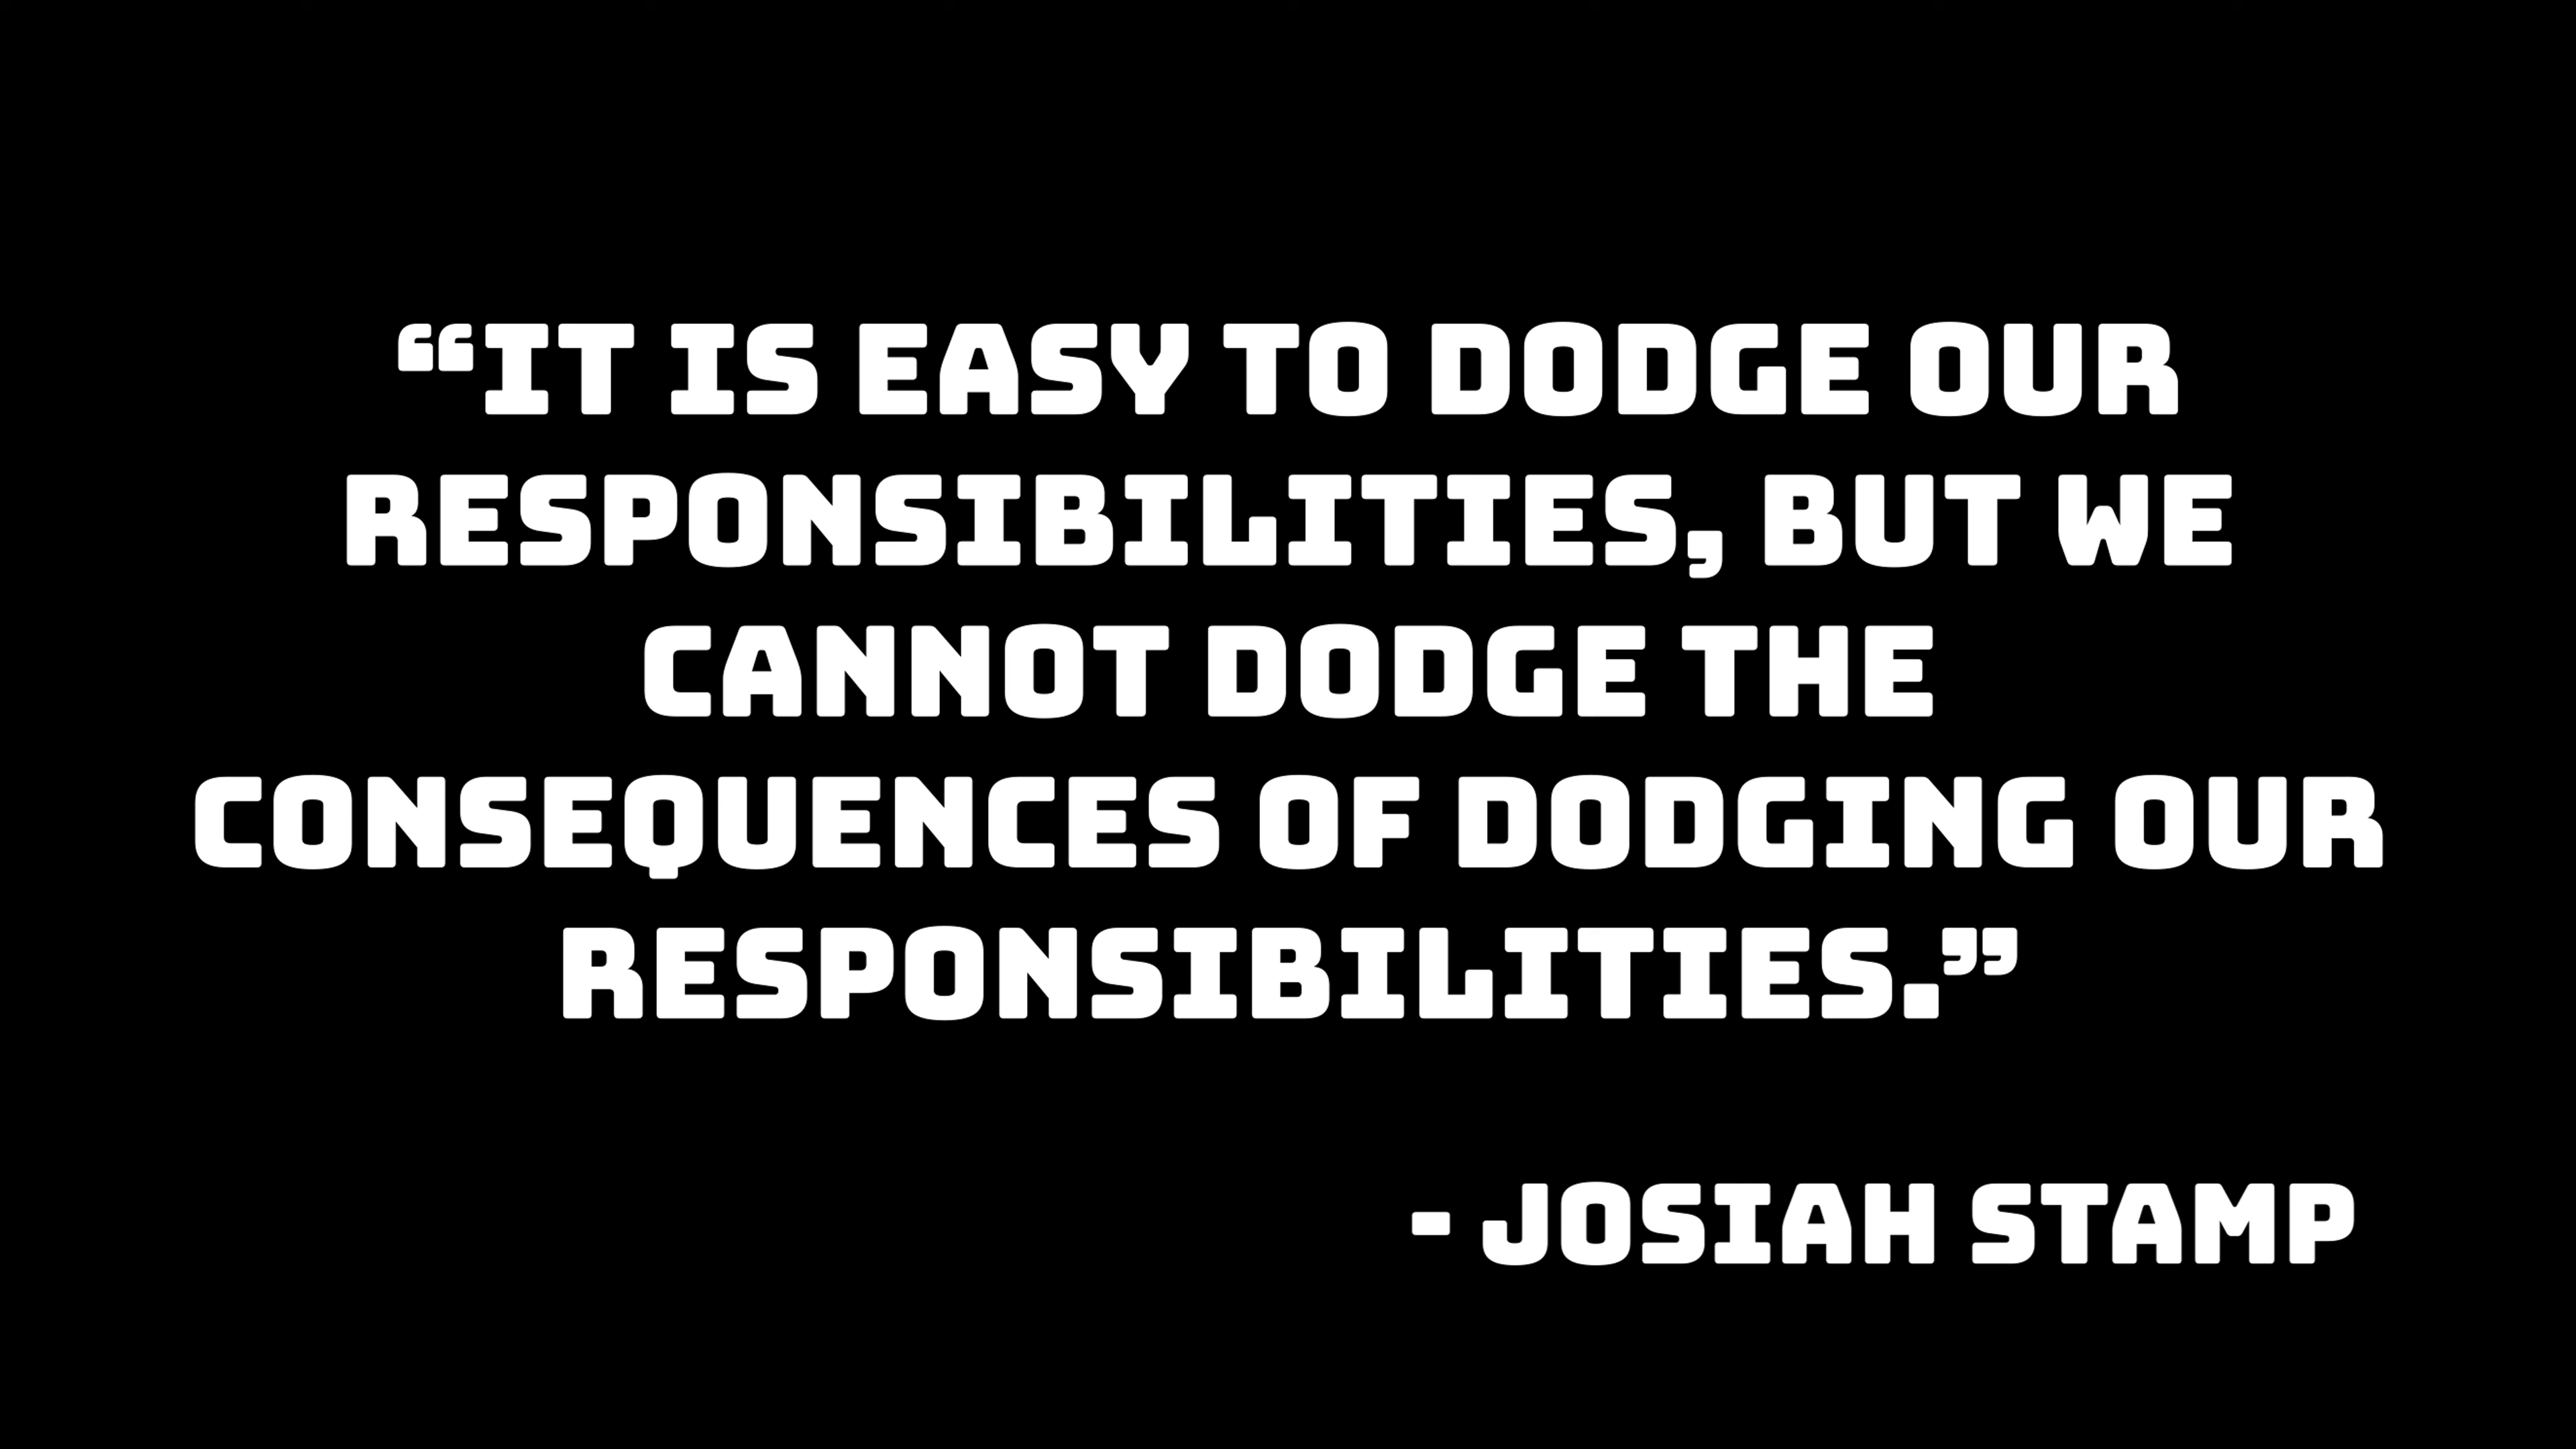 “IT IS EASY TO DODGE OUR
RESPONSIBILITIES, BUT WE
CANNOT DODGE THE
CONSEQUENCES OF DODGING OUR
RESPONSIBILITIES.”
- JOSIAH STAMP